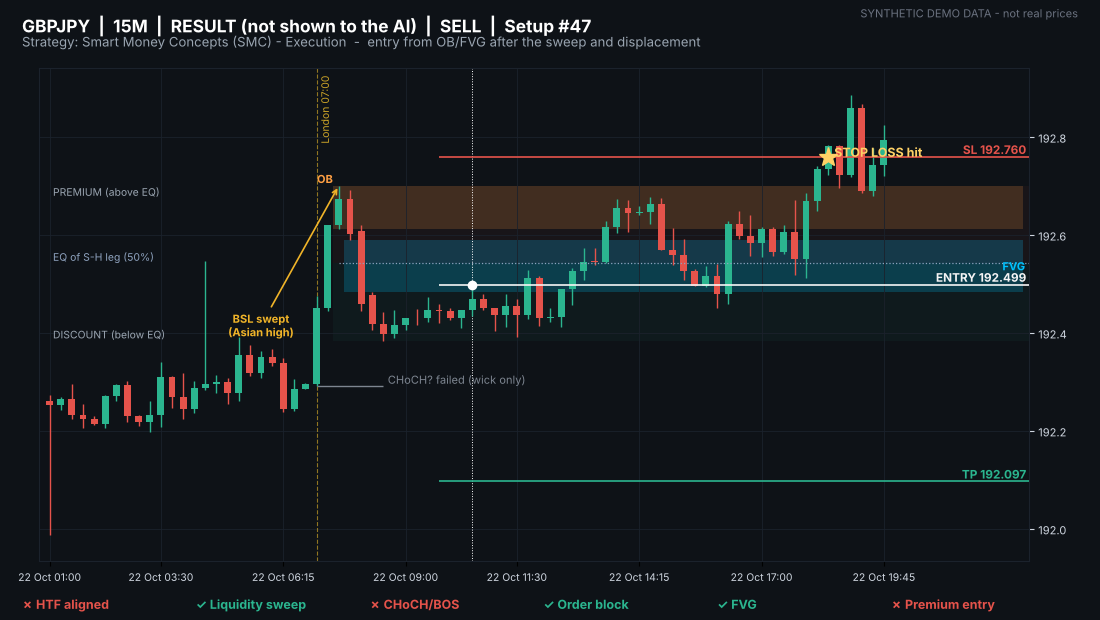 SYNTHETIC DEMO DATA - not real prices
GBPJPY | 15M | RESULT (not shown to the AI) | SELL | Setup #47
Strategy: Smart Money Concepts (SMC) - Execution - entry from OB/FVG after the sweep and displacement
London 07:00
192.8
STOP LOSS hit
SL 192.760
OB
PREMIUM (above EQ)
192.6
EQ of S-H leg (50%)
FVG
ENTRY 192.499
BSL swept
(Asian high)
DISCOUNT (below EQ)
192.4
CHoCH? failed (wick only)
192.2
TP 192.097
192.0
22 Oct 01:00 22 Oct 03:30 22 Oct 06:15 22 Oct 09:00 22 Oct 11:30 22 Oct 14:15 22 Oct 17:00 22 Oct 19:45
× HTF aligned ✓ Liquidity sweep × CHoCH/BOS ✓ Order block ✓ FVG × Premium entry